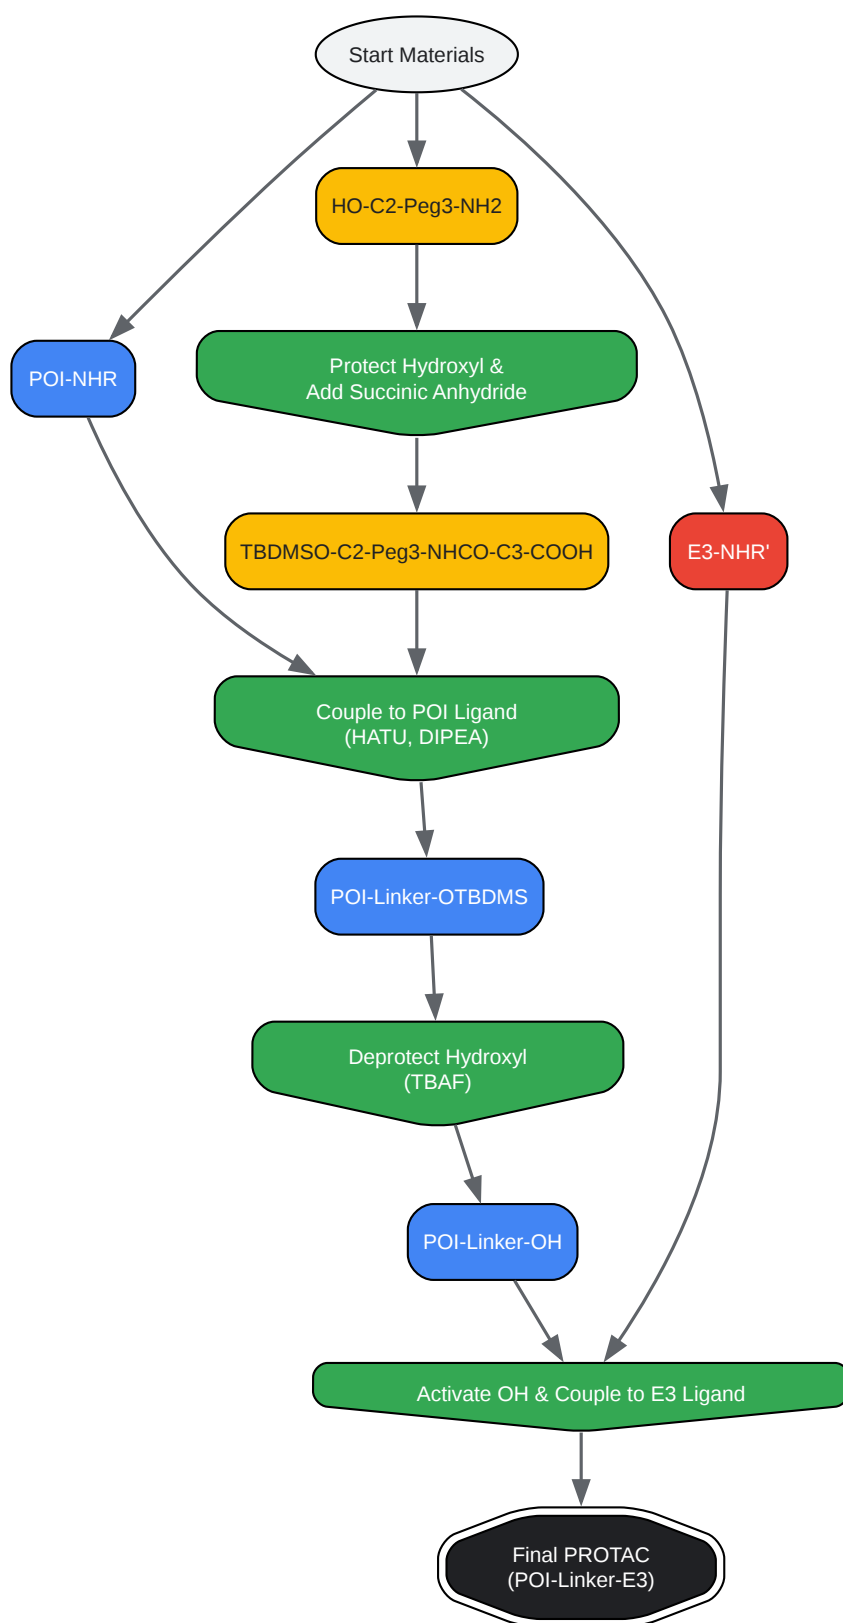 Start Materials
HO-C2-Peg3-NH2
Protect Hydroxyl &
Add Succinic Anhydride
POI-NHR
TBDMSO-C2-Peg3-NHCO-C3-COOH
E3-NHR'
Couple to POI Ligand
(HATU, DIPEA)
POI-Linker-OTBDMS
Deprotect Hydroxyl
(TBAF)
POI-Linker-OH
Activate OH & Couple to E3 Ligand
Final PROTAC
(POI-Linker-E3)